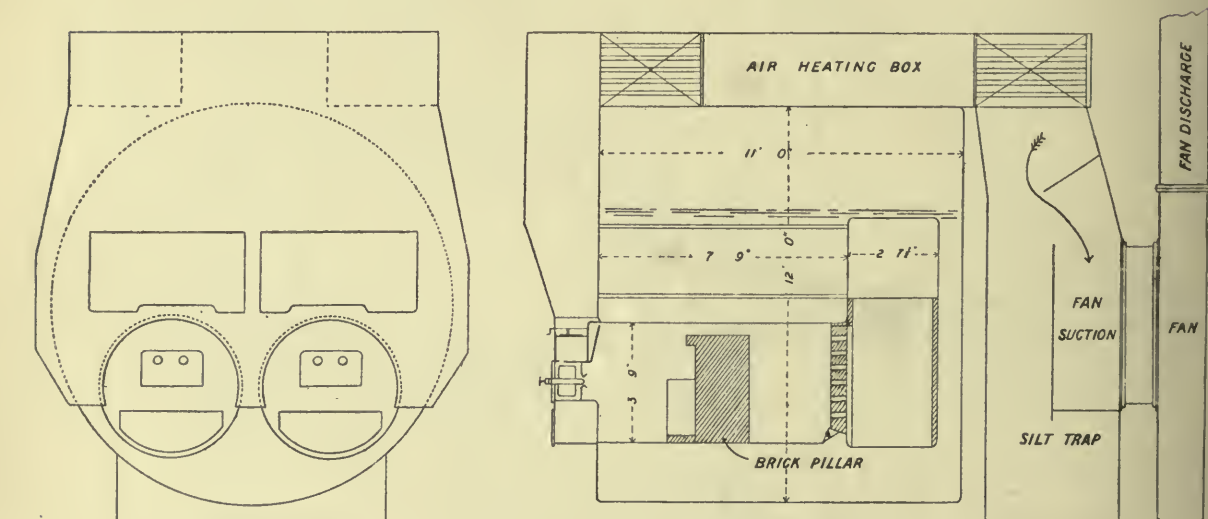 AIR HEATING BOX
FAN DISCHARGE
11' 0"
7 9"
2 7½"
12' 0"
3 9"
FAN
SUCTION
FAN
SILT TRAP
BRICK PILLAR